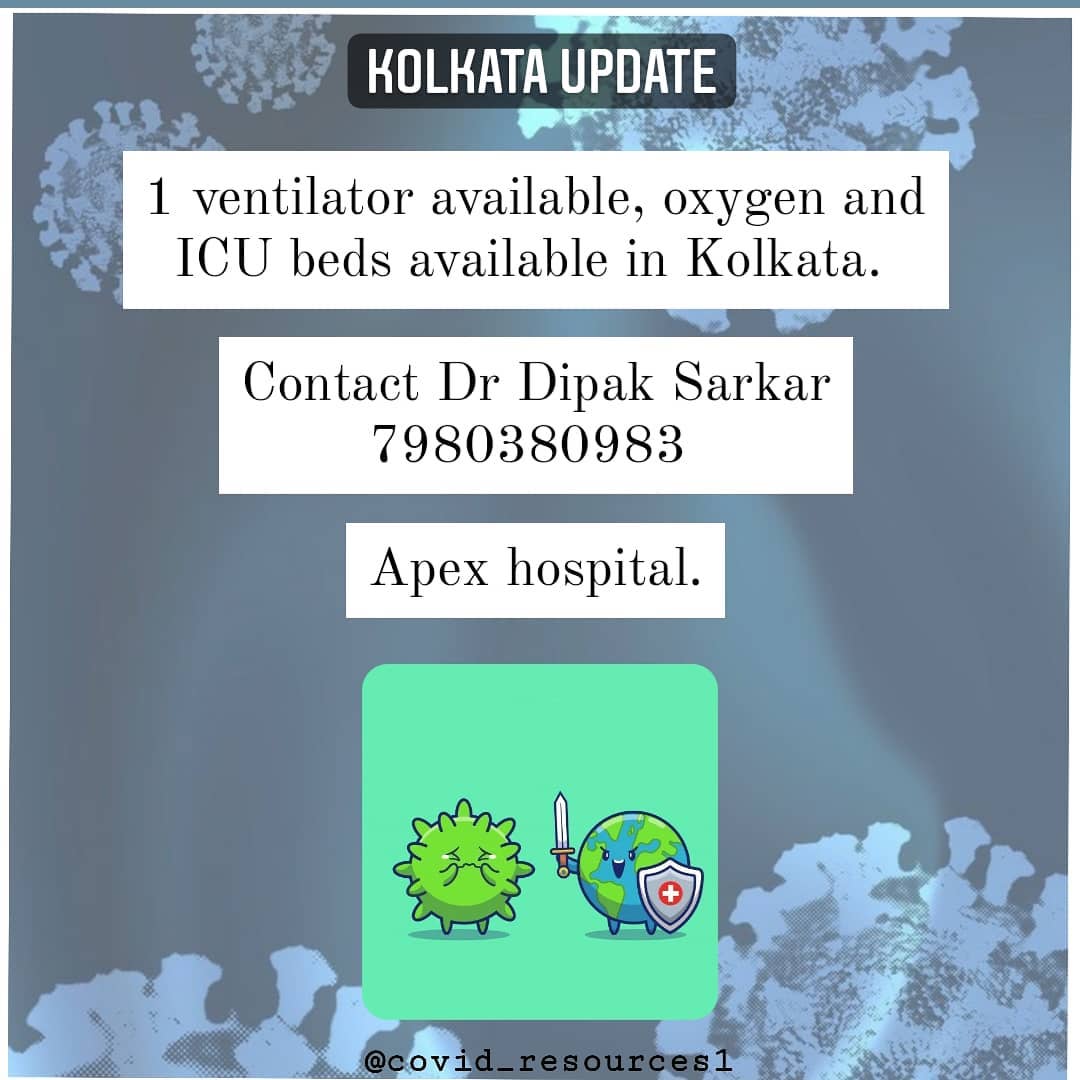 KOLKATA UPDATE
1 ventilator available, oxygen and
ICU beds available in Kolkata.
Contact Dr Dipak Sarkar
7980380983
Apex hospital.
@covid_resources1